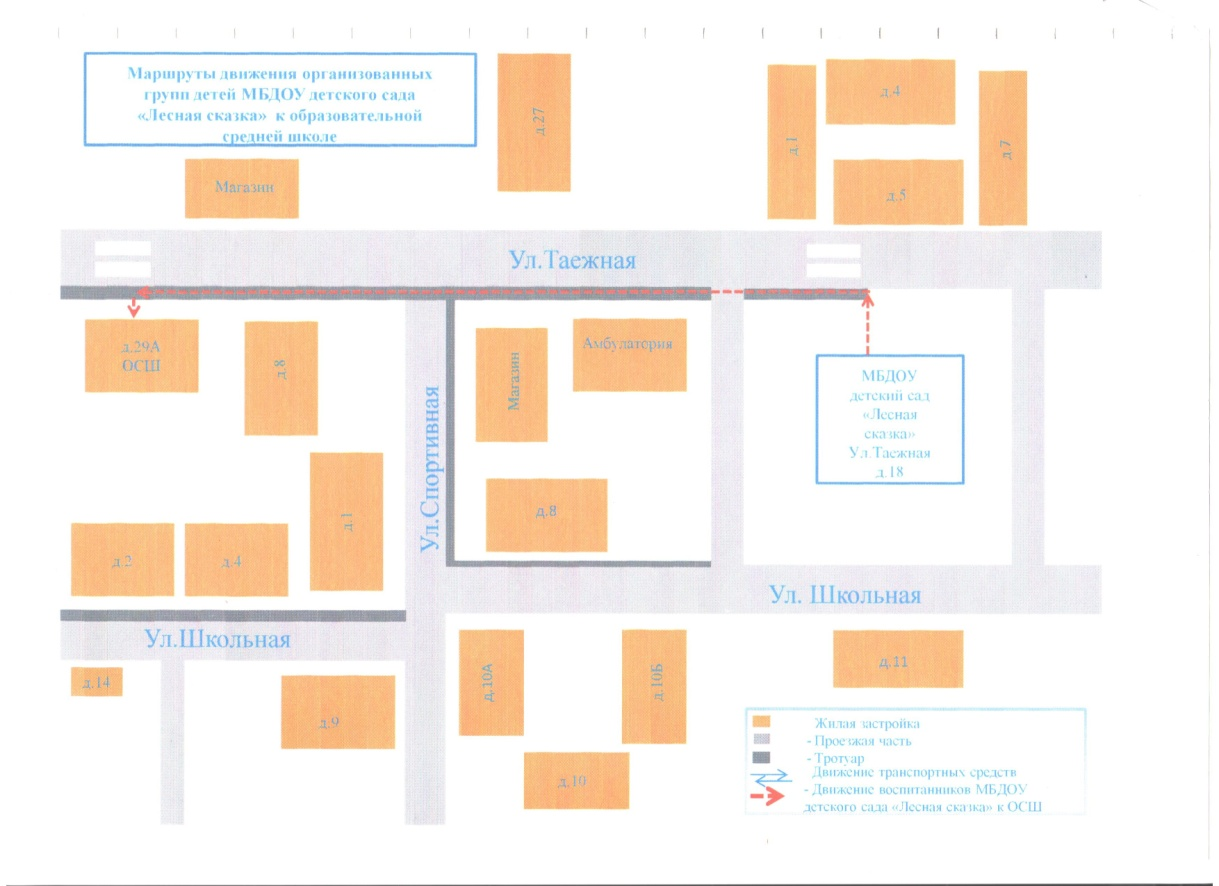 Маршруты движения организованных
групп детей МБДОУ детского сада
«Лесная сказка» к образовательной
средней школе
Магазин
д.27
д.1
д.4
д.5
д.7
Ул.Таежная
д.29А
ОСШ
д.8
Магазин
Амбулатория
МБДОУ
детский сад
«Лесная
сказка»
Ул.Таежная
д.18
Ул.Спортивная
д.1
д.8
д.4
Ул. Школьная
Ул.Школьная
д.14
д.9
д.10А
д.10Б
д.11
д.10
Жилая застройка
- Проезжая часть
- Тротуар
Движение транспортных средств
- Движение воспитанников МБДОУ
детского сада «Лесная сказка» к ОСШ